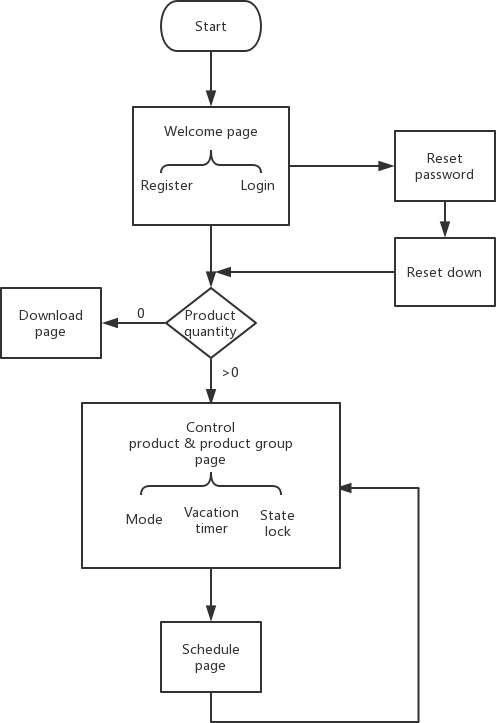 Start
Welcome page
Register
Login
Reset
password
Reset down
Product
quantity
0
Download
page
>0
Control
product & product group
page
Mode
Vacation
timer
State
lock
Schedule
page